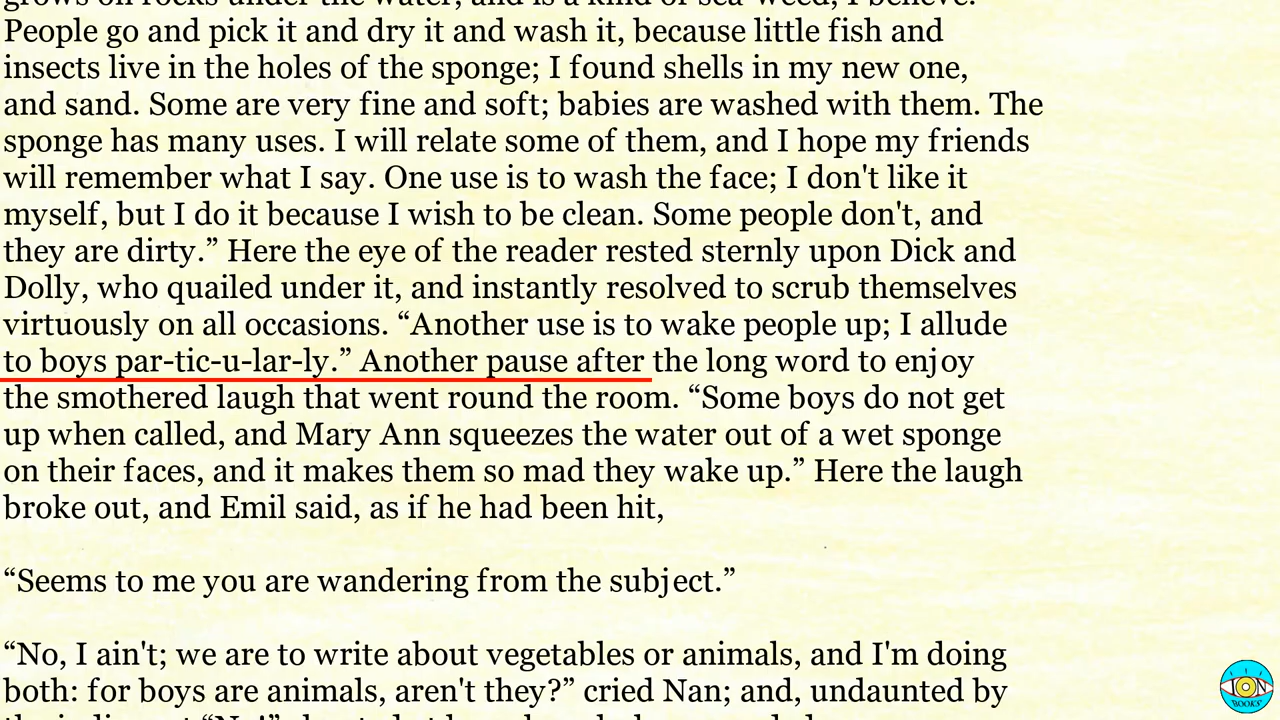 grows on rocks under the water, and is a kind of sea-weed, I believe.
People go and pick it and dry it and wash it, because little fish and
insects live in the holes of the sponge; I found shells in my new one,
and sand. Some are very fine and soft; babies are washed with them. The
sponge has many uses. I will relate some of them, and I hope my friends
will remember what I say. One use is to wash the face; I don't like it
myself, but I do it because I wish to be clean. Some people don't, and
they are dirty.” Here the eye of the reader rested sternly upon Dick and
Dolly, who quailed under it, and instantly resolved to scrub themselves
virtuously on all occasions. “Another use is to wake people up; I allude
to boys par-tic-u-lar-ly.” Another pause after the long word to enjoy
the smothered laugh that went round the room. “Some boys do not get
up when called, and Mary Ann squeezes the water out of a wet sponge
on their faces, and it makes them so mad they wake up.” Here the laugh
broke out, and Emil said, as if he had been hit,
“Seems to me you are wandering from the subject.”
“No, I ain't; we are to write about vegetables or animals, and I'm doing
both: for boys are animals, aren't they?” cried Nan; and, undaunted by
ION
BOOKS